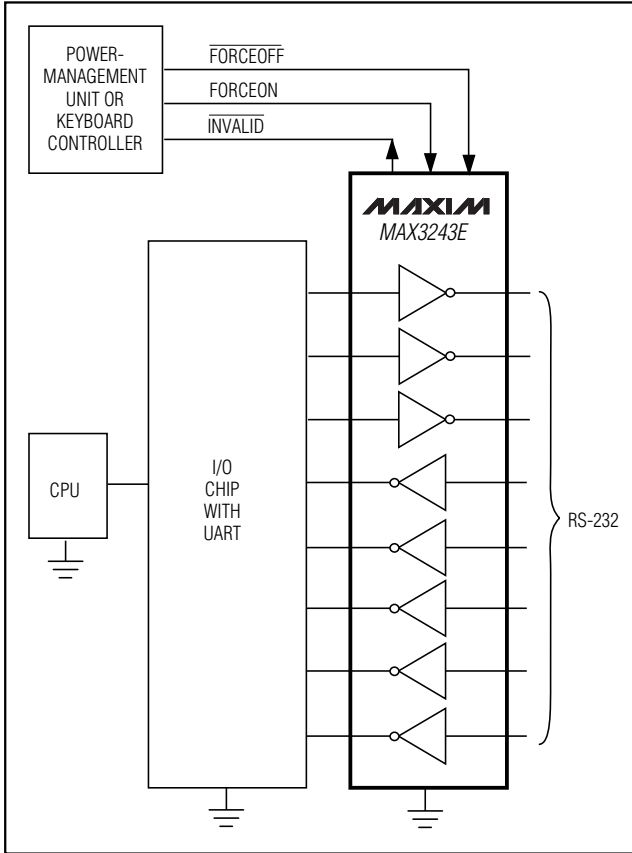 POWER-
MANAGEMENT
UNIT OR
KEYBOARD
CONTROLLER
FORCEOFF
FORCEON
INVALID
MAXIM
MAX3243E
CPU
I/O
CHIP
WITH
UART
RS-232